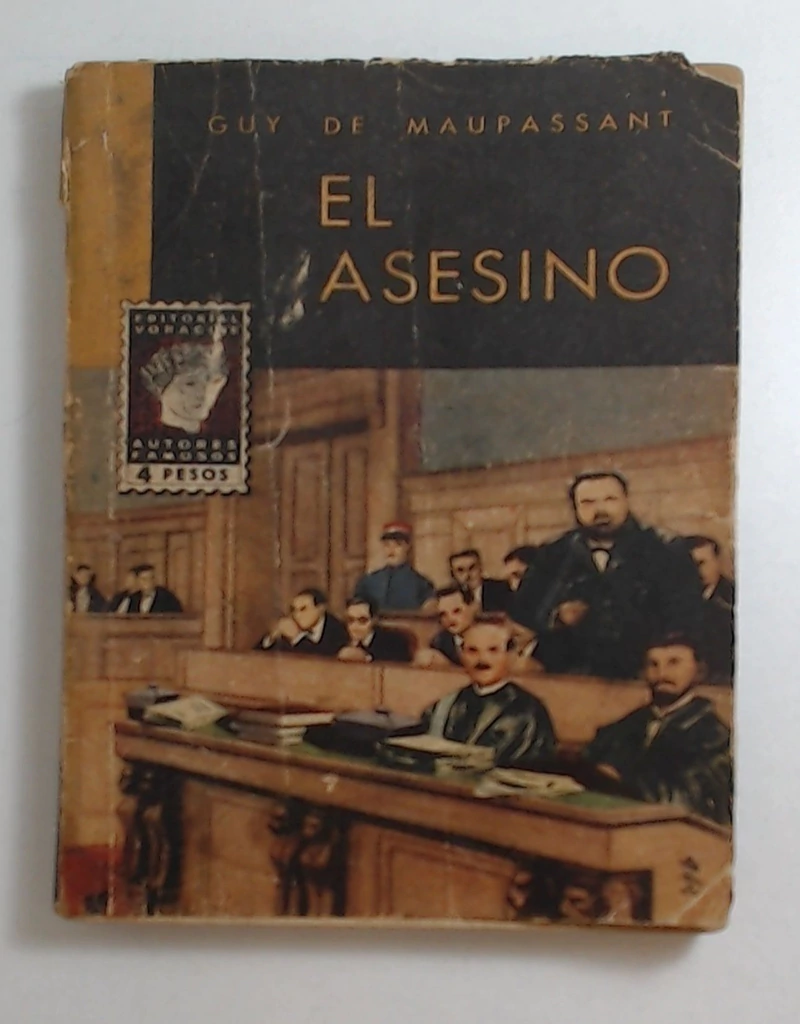 GUY DE MAUPASSANT
EL
ASESINO
EDITORIAL
AUTORES
FAMOSOS
4 PESOS